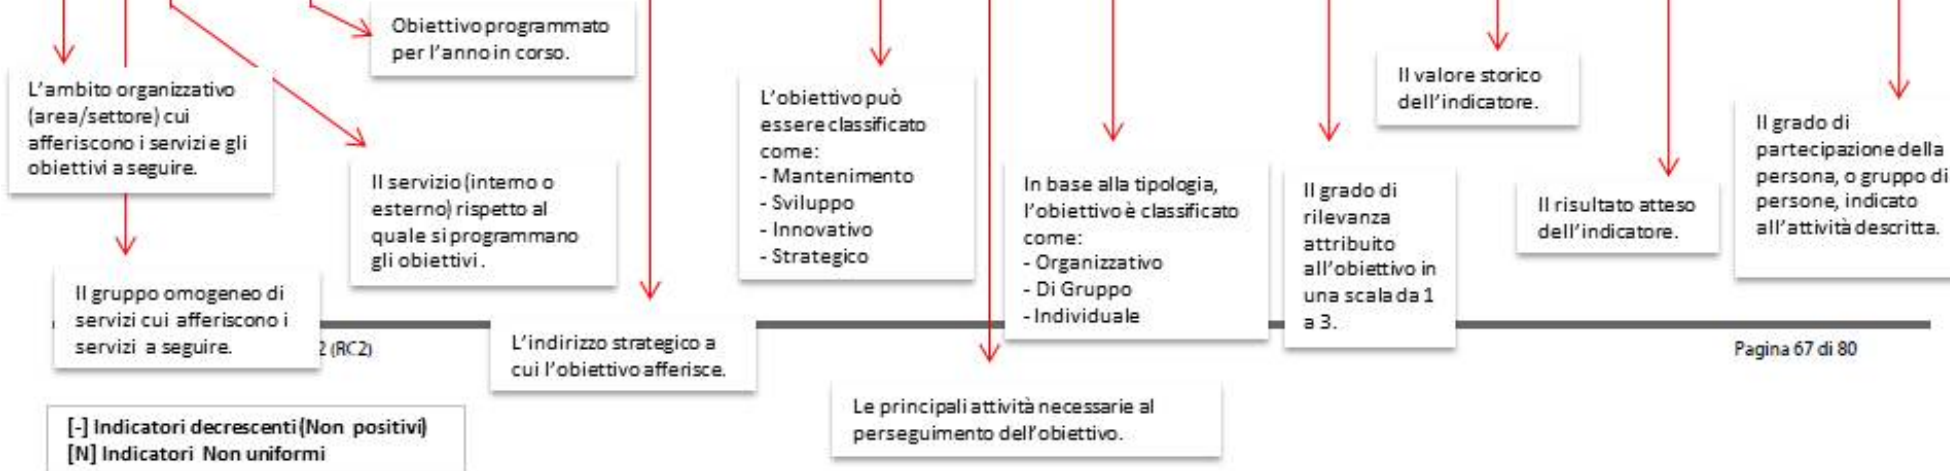 Obiettivo programmato
per l'anno in corso.
L'ambito organizzativo
(area/settore) cui
afferiscono i servizi e gli
obiettivi a seguire.
Il servizio (interno o
esterno) rispetto al
quale si programmano
gli obiettivi.
Il gruppo omogeneo di
servizi cui afferiscono i
servizi a seguire.
2 (RC2)
L'indirizzo strategico a
cui l'obiettivo afferisce.
L'obiettivo può
essere classificato
come:
- Mantenimento
- Sviluppo
- Innovativo
- Strategico
Le principali attività necessarie al
perseguimento dell'obiettivo.
In base alla tipologia,
l'obiettivo è classificato
come:
- Organizzativo
- Di Gruppo
- Individuale
Il grado di
rilevanza
attribuito
all'obiettivo in
una scala da 1
a 3.
Il valore storico
dell'indicatore.
Il risultato atteso
dell'indicatore.
Il grado di
partecipazione della
persona, o gruppo di
persone, indicato
all'attività descritta.
Pagina 67 di 80
[-] Indicatori decrescenti (Non positivi)
[N] Indicatori Non uniformi